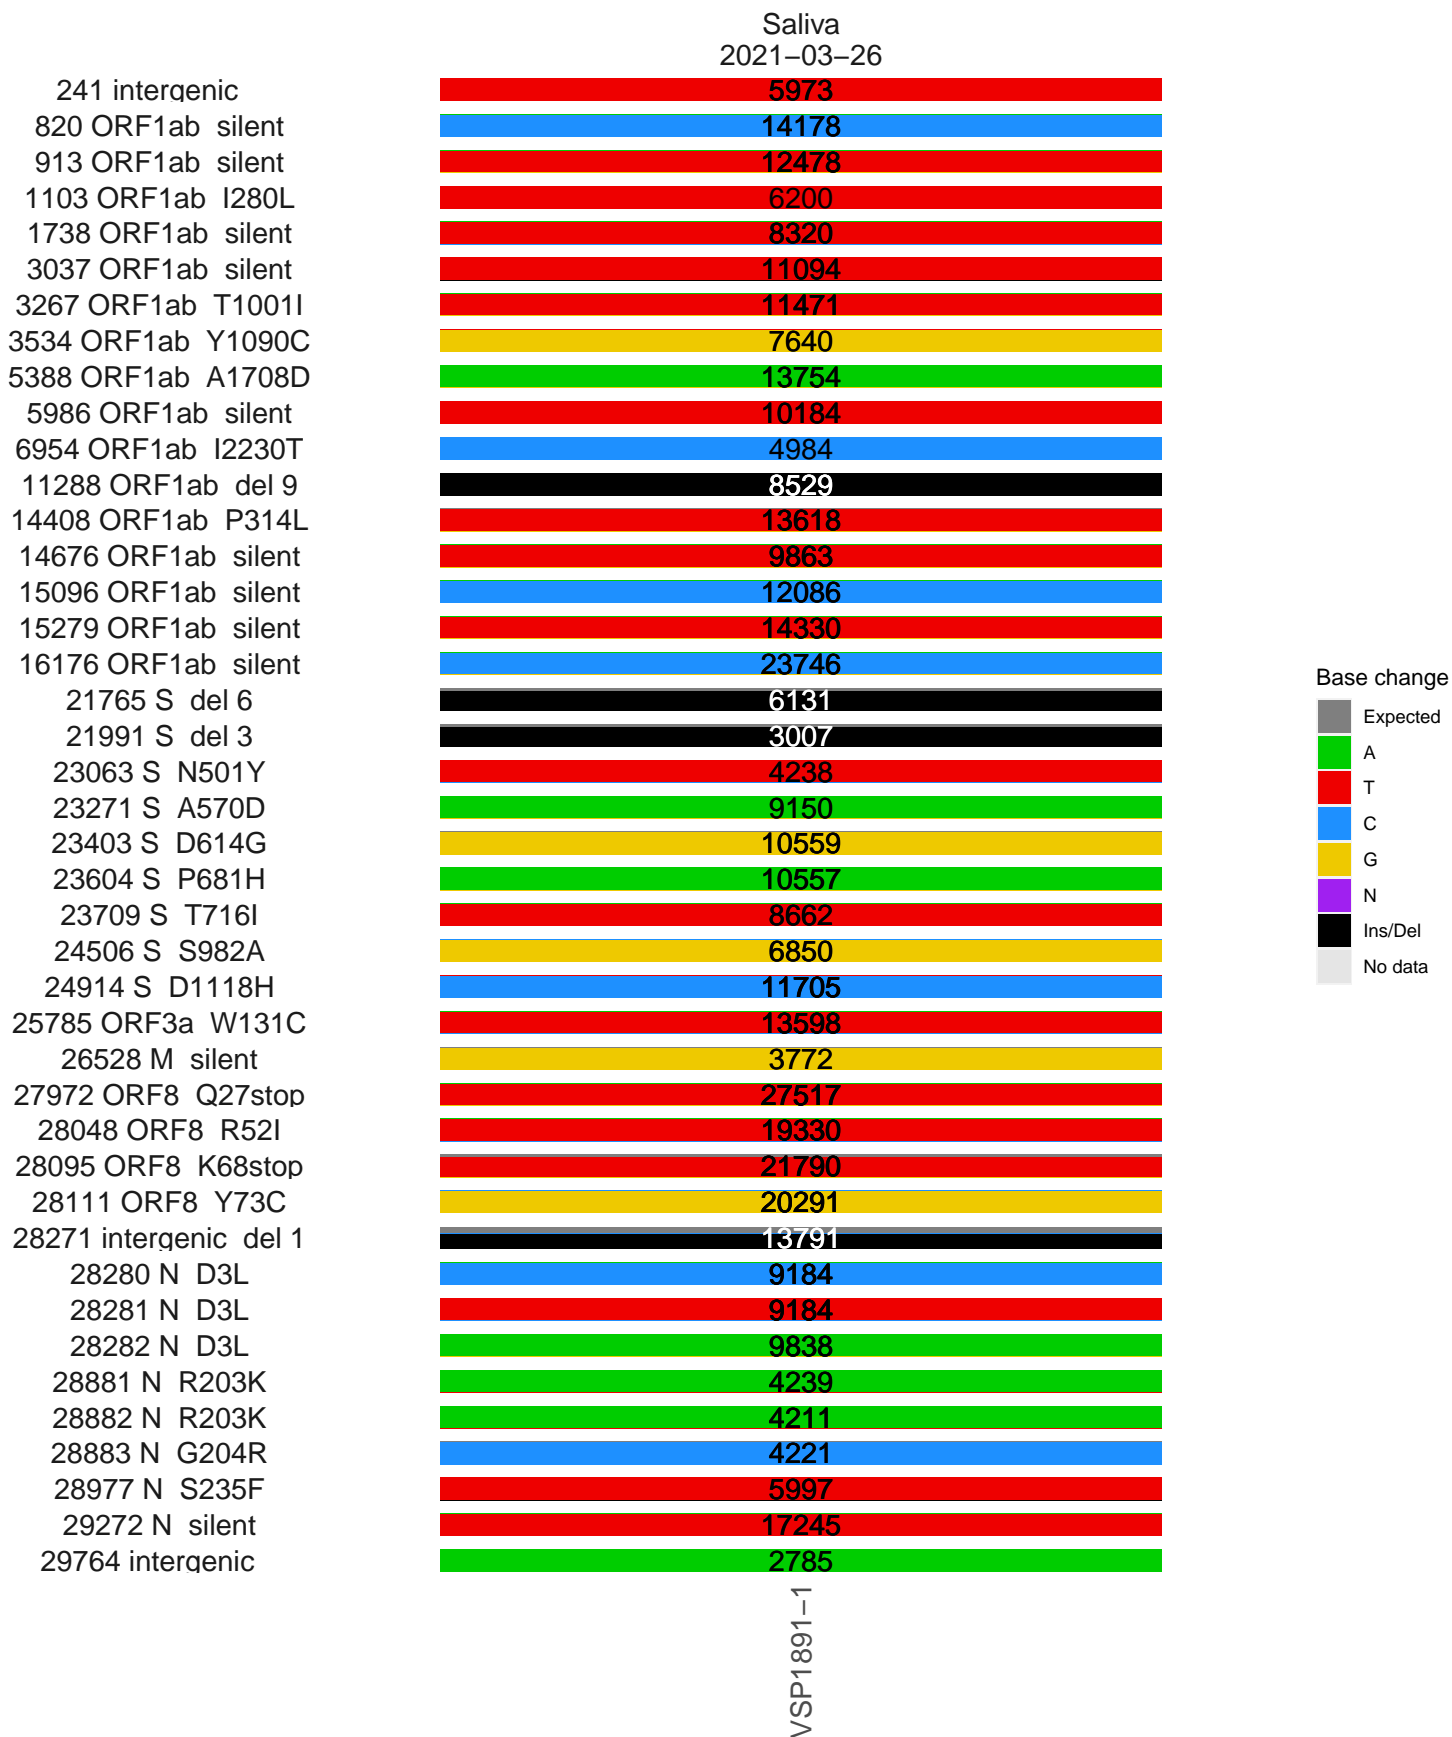 Saliva
2021−03−26
241 intergenic 5973
820 ORF1ab silent 14178
913 ORF1ab silent 12478
1103 ORF1ab I280L 6200
1738 ORF1ab silent 8320
3037 ORF1ab silent 11094
3267 ORF1ab T1001I 11471
3534 ORF1ab Y1090C 7640
5388 ORF1ab A1708D 13754
5986 ORF1ab silent 10184
6954 ORF1ab I2230T 4984
11288 ORF1ab del 9 8529
14408 ORF1ab P314L 13618
14676 ORF1ab silent 9863
15096 ORF1ab silent 12086
15279 ORF1ab silent 14330
16176 ORF1ab silent 23746
21765 S del 6 6131
21991 S del 3 3007
23063 S N501Y 4238
23271 S A570D 9150
23403 S D614G 10559
23604 S P681H 10557
23709 S T716I 8662
24506 S S982A 6850
24914 S D1118H 11705
25785 ORF3a W131C 13598
26528 M silent 3772
27972 ORF8 Q27stop 27517
28048 ORF8 R52I 19330
28095 ORF8 K68stop 21790
28111 ORF8 Y73C 20291
28271 intergenic del 1 13791
28280 N D3L 9184
28281 N D3L 9184
28282 N D3L 9838
28881 N R203K 4239
28882 N R203K 4211
28883 N G204R 4221
28977 N S235F 5997
29272 N silent 17245
29764 intergenic 2785
VSP1891−1
Base change
Expected
A
T
C
G
N
Ins/Del
No data